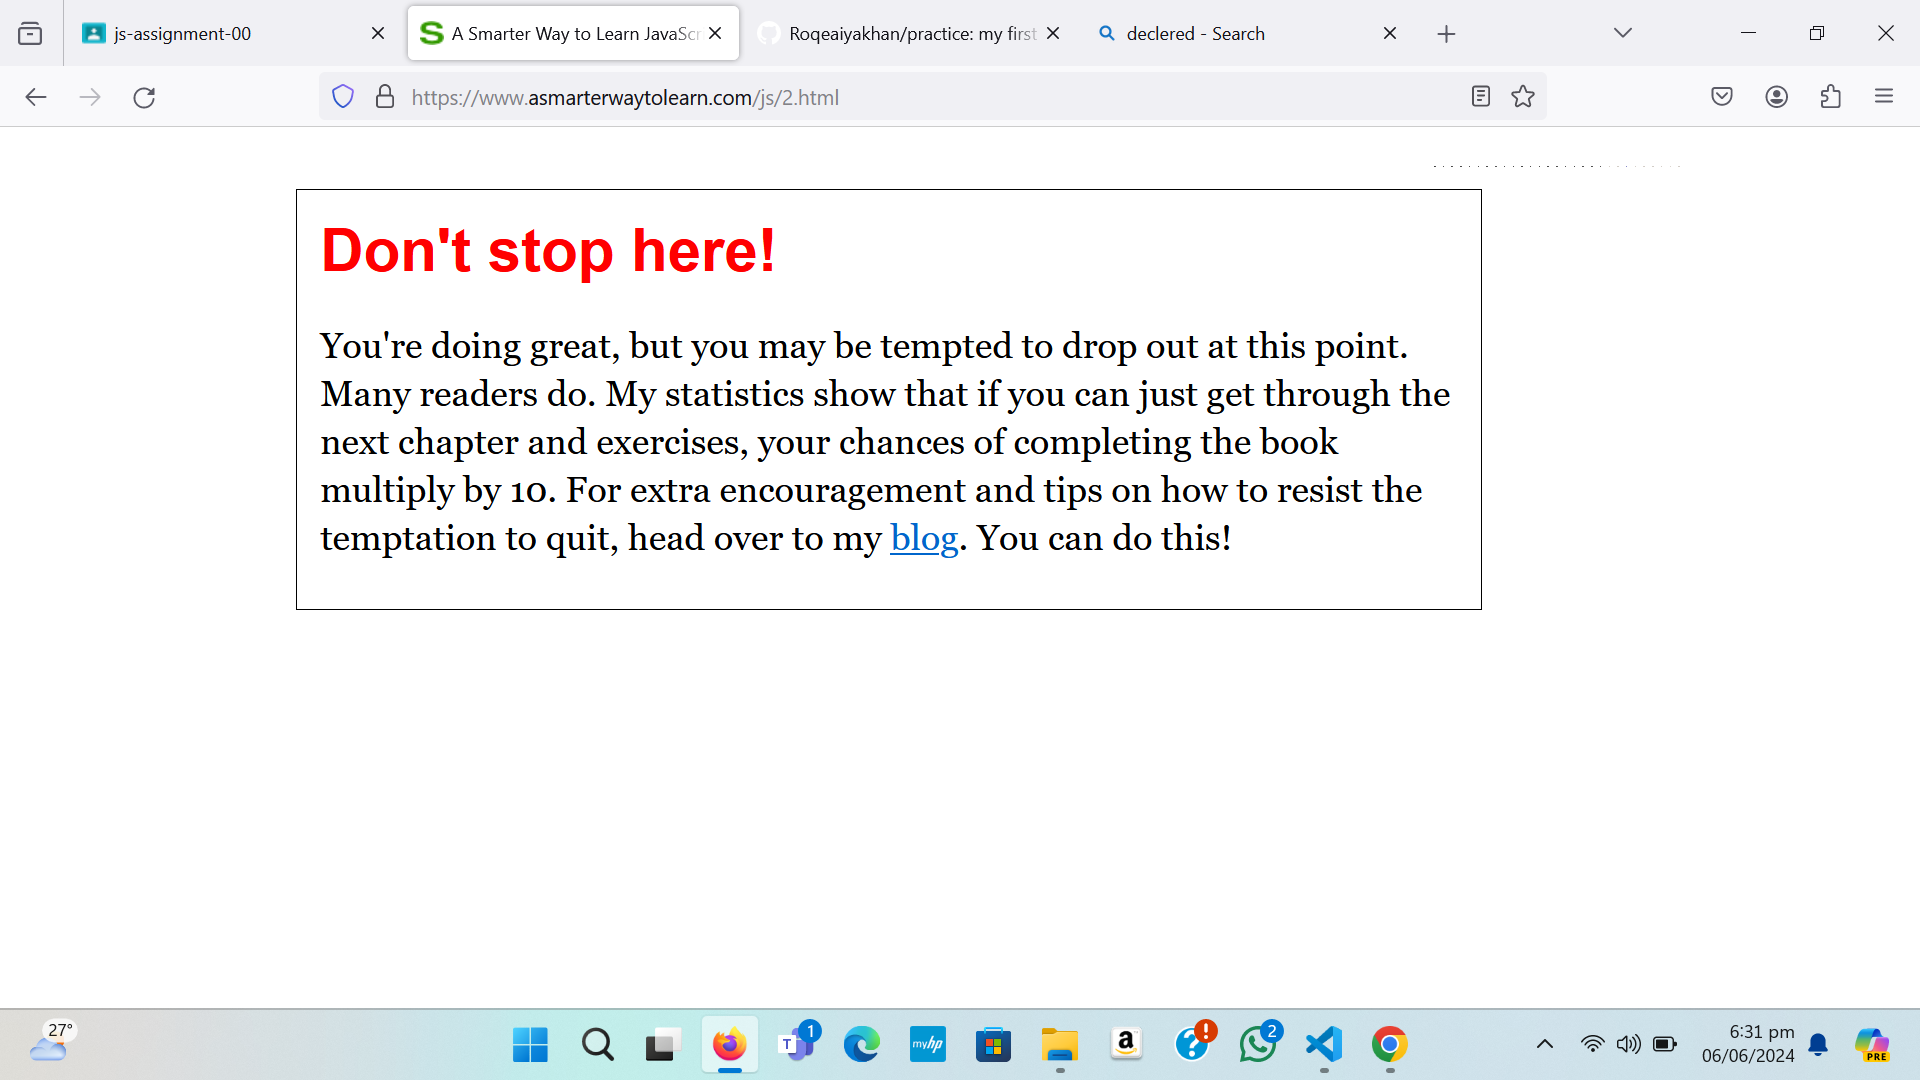 js-assignment-00
A Smarter Way to Learn JavaScr
Roqeaiyakhan/practice: my first
declered - Search
https://www.asmarterwaytolearn.com/js/2.html
Don't stop here!
You're doing great, but you may be tempted to drop out at this point.
Many readers do. My statistics show that if you can just get through the
next chapter and exercises, your chances of completing the book
multiply by 10. For extra encouragement and tips on how to resist the
temptation to quit, head over to my blog. You can do this!
27°
T
1
myhp
a
?
!
2
6:31 pm
06/06/2024
PRE